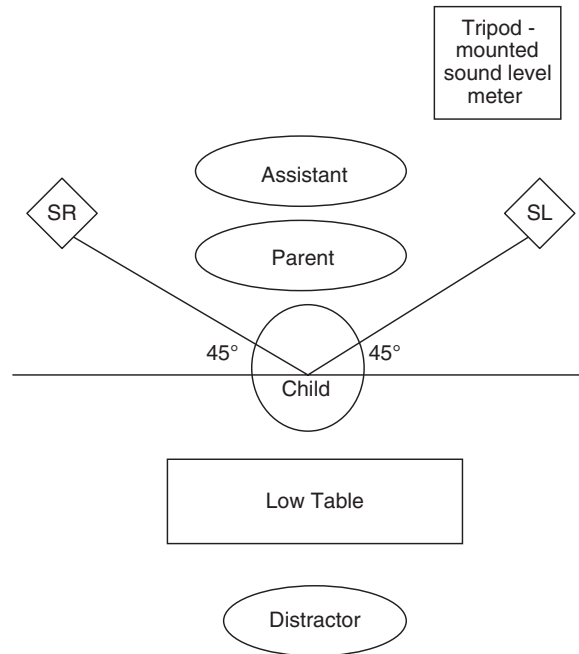 Tripod -
mounted
sound level
meter
Assistant
SR
SL
Parent
45°
45°
Child
Low Table
Distractor